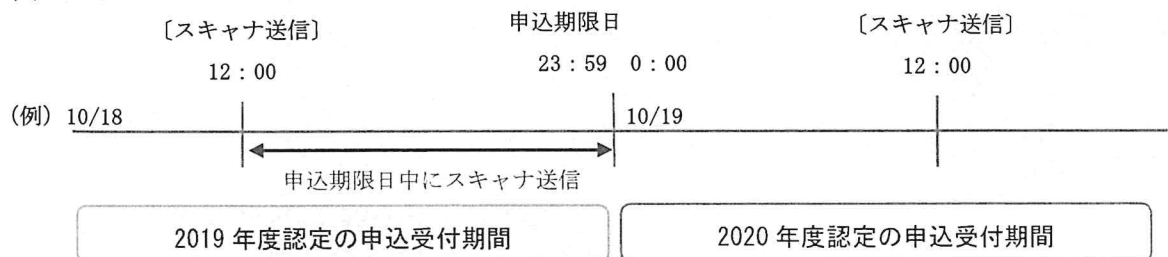 〔スキャナ送信〕 申込期限日 〔スキャナ送信〕
12：00 23：59 0：00 12：00
(例) 10/18 10/19
申込期限日中にスキャナ送信
2019 年度認定の申込受付期間 2020 年度認定の申込受付期間